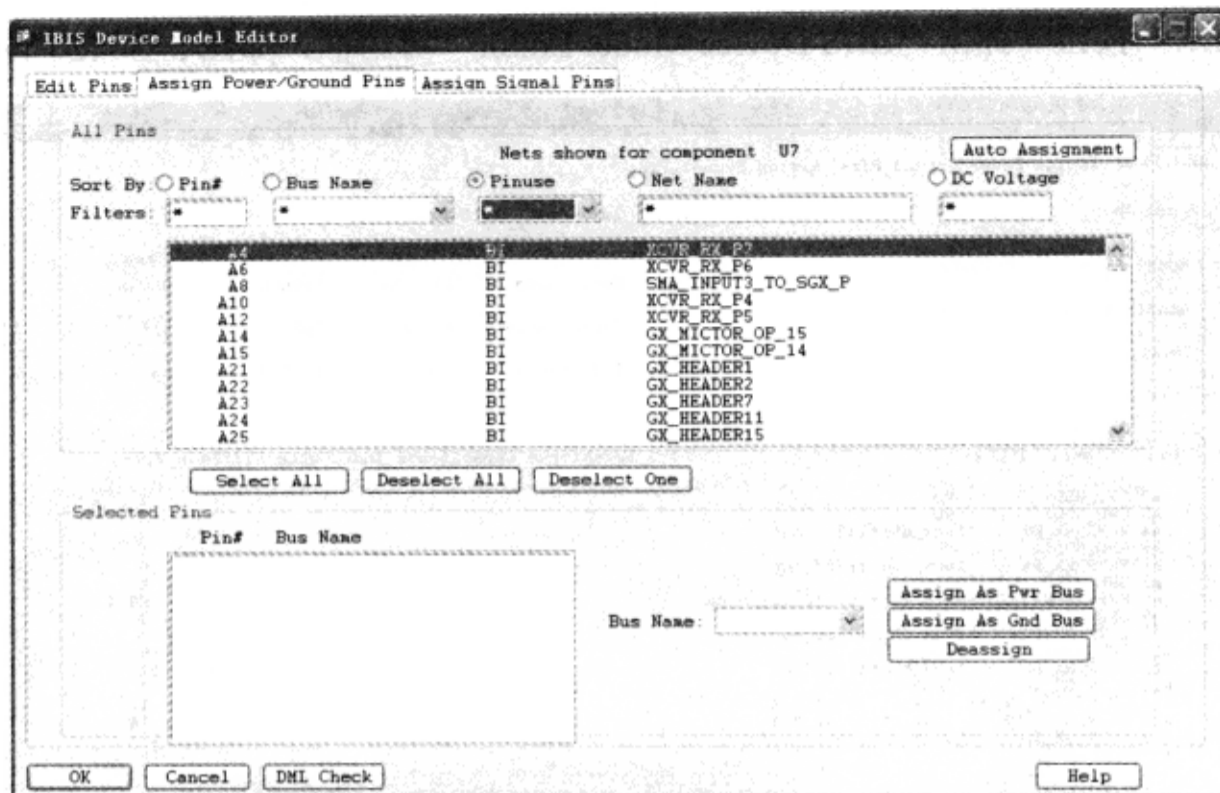 IBIS Device Model Editor
Edit Pins Assign Power/Ground Pins Assign Signal Pins
All Pins
Nets shown for component U7 Auto Assignment
Sort By: Pin# Bus Name Pinuse Net Name DC Voltage
Filters: * * * * *
A4 BI XCVR_RX_P7
A6 BI XCVR_RX_P6
A8 BI SMA_INPUT3_TO_SGX_P
A10 BI XCVR_RX_P4
A12 BI XCVR_RX_P5
A14 BI GX_MICTOR_OP_15
A15 BI GX_MICTOR_OP_14
A21 BI GX_HEADER1
A22 BI GX_HEADER2
A23 BI GX_HEADER7
A24 BI GX_HEADER11
A25 BI GX_HEADER15
Select All Deselect All Deselect One
Selected Pins
Pin# Bus Name
Assign As Pwr Bus
Bus Name: Assign As Gnd Bus
Deassign
OK Cancel DML Check Help